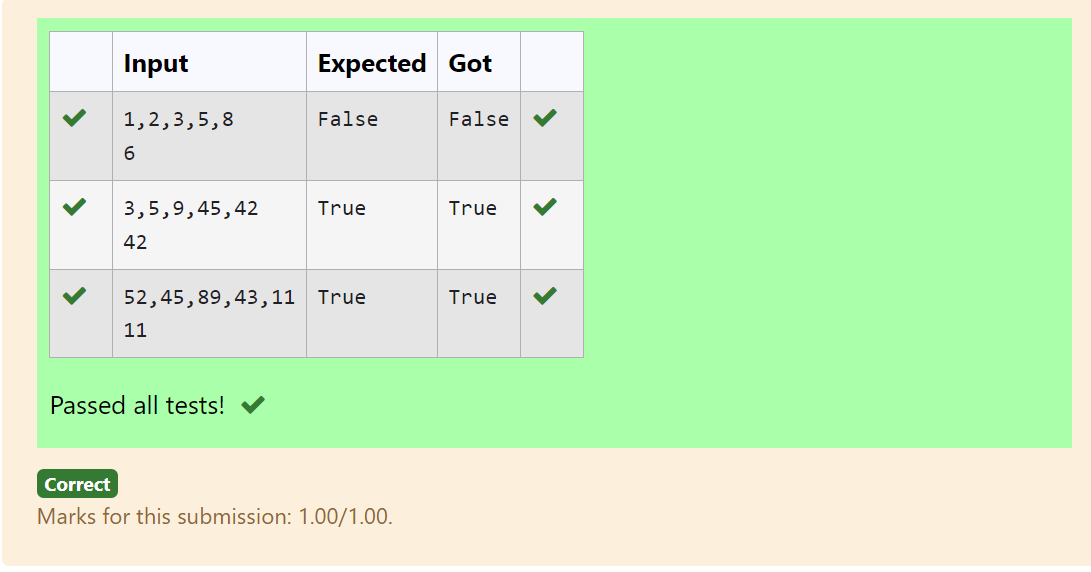 Input Expected Got
1,2,3,5,8 False False
6
3,5,9,45,42 True True
42
52,45,89,43,11 True True
11
Passed all tests!
Correct
Marks for this submission: 1.00/1.00.